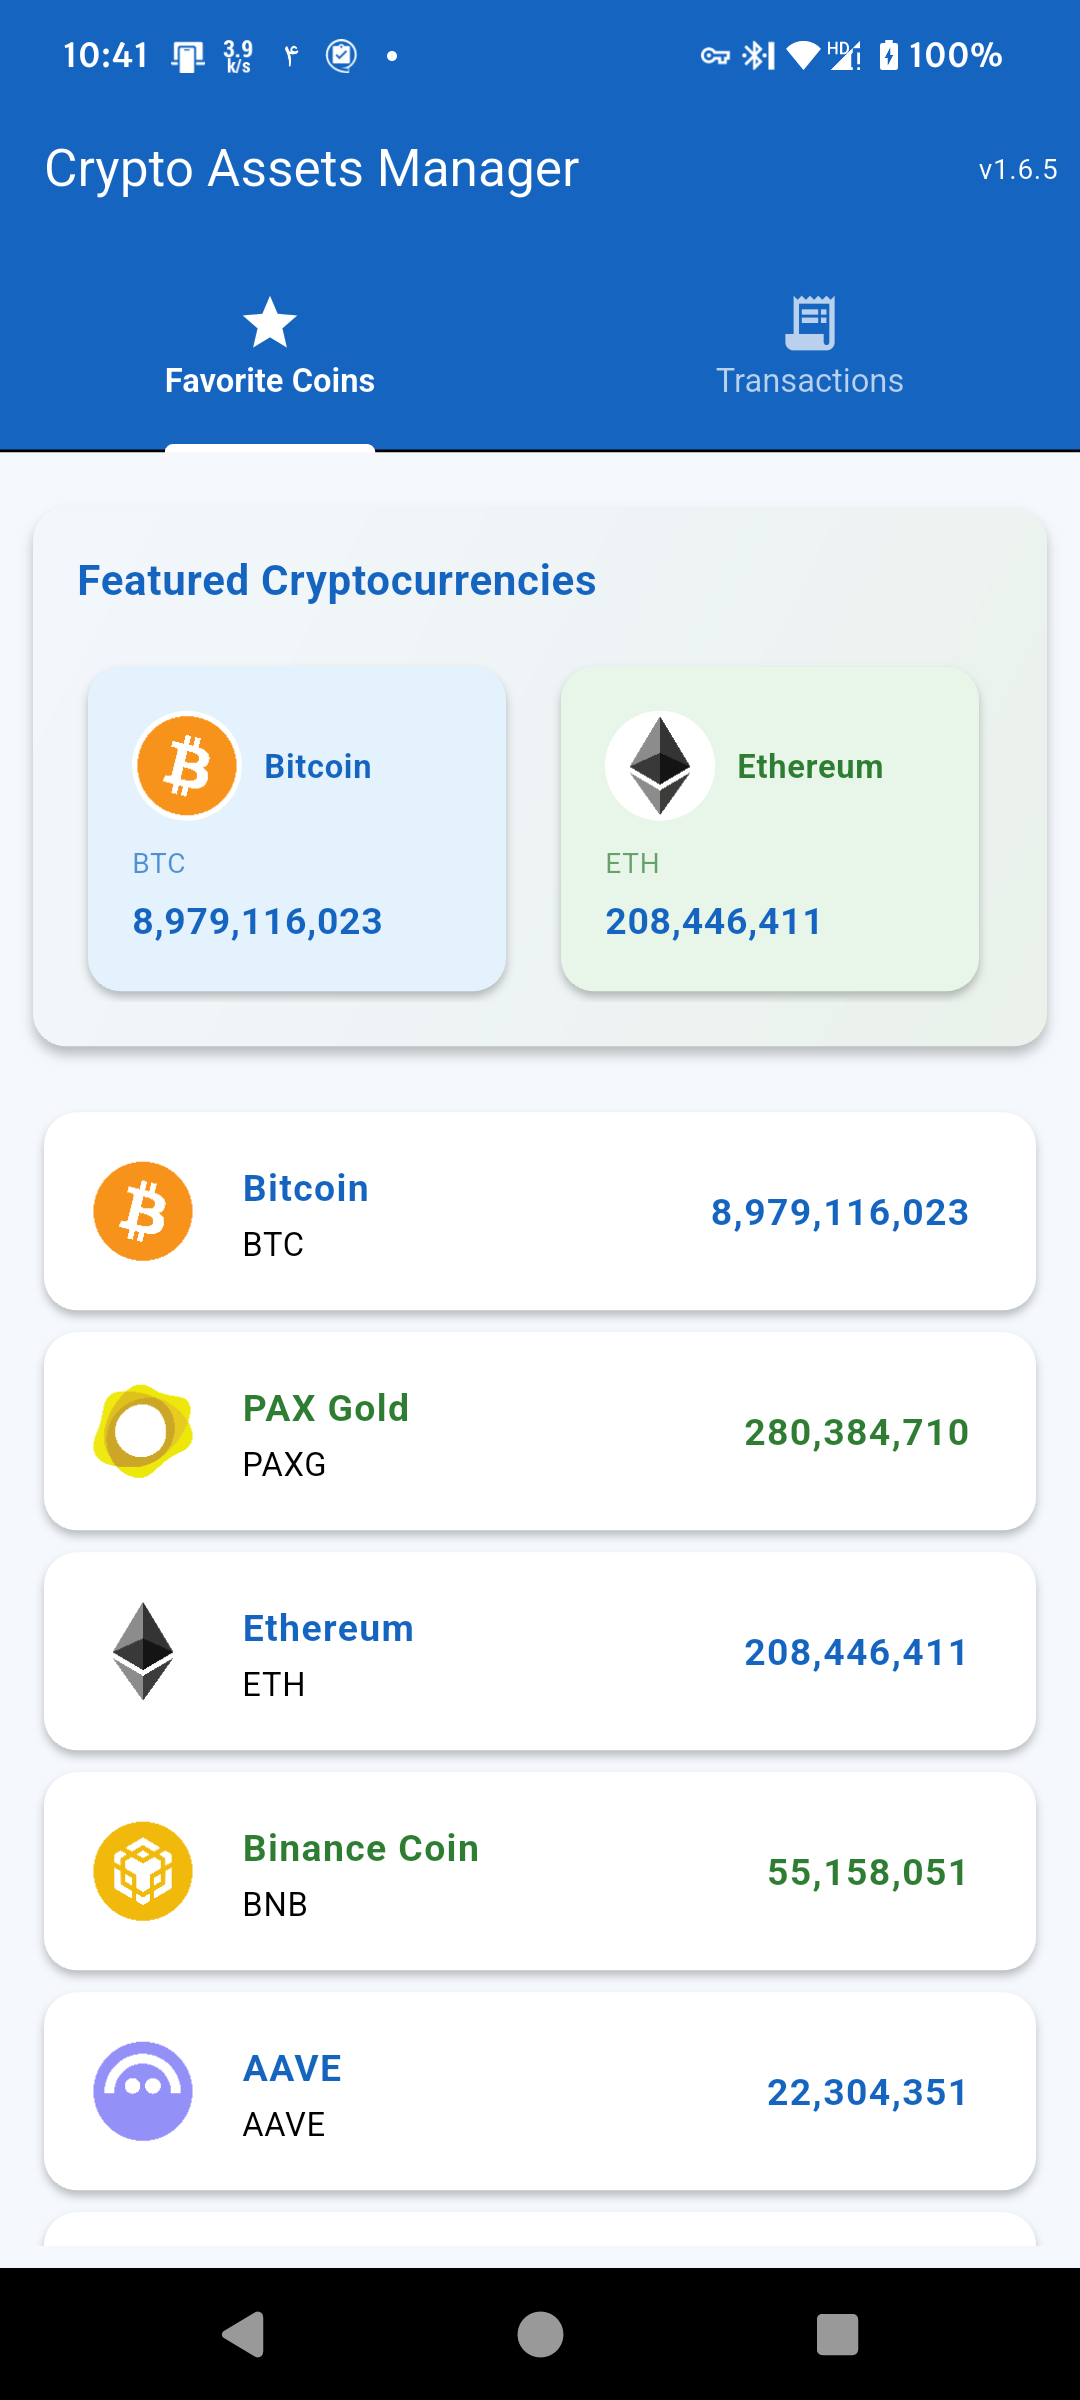 10:41 3.9 k/s ۴ HD 100%
Crypto Assets Manager v1.6.5
Favorite Coins Transactions
Featured Cryptocurrencies
Bitcoin
BTC
8,979,116,023
Ethereum
ETH
208,446,411
Bitcoin
BTC
8,979,116,023
PAX Gold
PAXG
280,384,710
Ethereum
ETH
208,446,411
Binance Coin
BNB
55,158,051
AAVE
AAVE
22,304,351